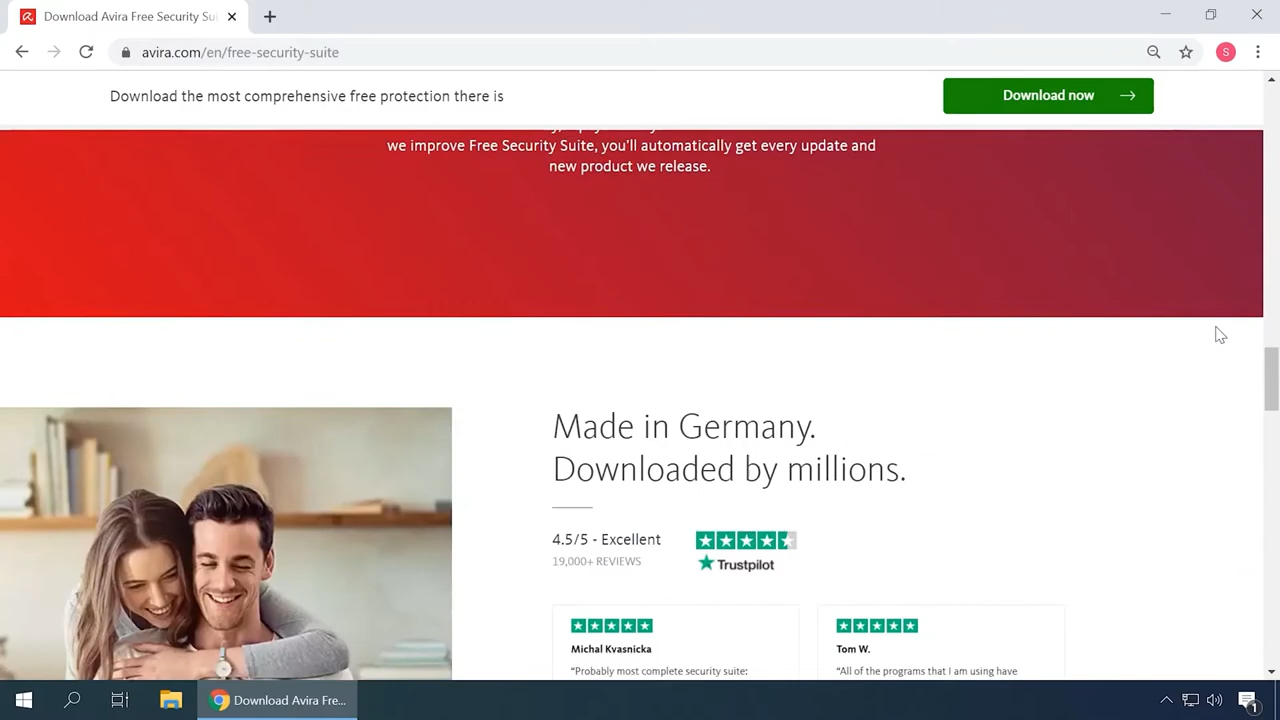 Download Avira Free Security Sui
avira.com/en/free-security-suite
S
Download the most comprehensive free protection there is
Download now
we improve Free Security Suite, you'll automatically get every update and
new product we release.
Made in Germany.
Downloaded by millions.
4.5/5 - Excellent
19,000+ REVIEWS
Trustpilot
Michal Kvasnicka
Tom W.
“Probably most complete security suite:
“All of the programs that I am using have
Download Avira Fre...
1